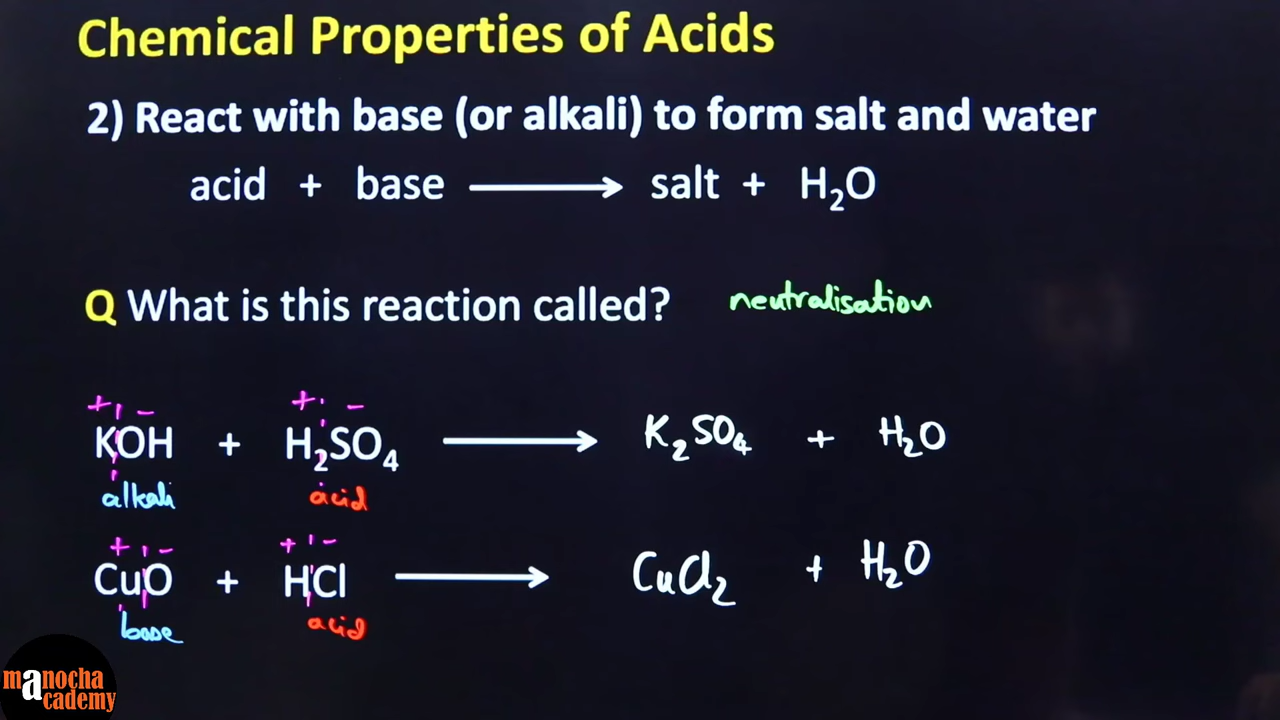 Chemical Properties of Acids
2) React with base (or alkali) to form salt and water
acid + base ⟶ salt + H₂O
Q What is this reaction called? neutralisation
+ -   + -
KOH + H₂SO₄ ⟶ K₂SO₄ + H₂O
alkali acid
+ -   + -
CuO + HCl ⟶ CuCl₂ + H₂O
base acid
manocha
academy